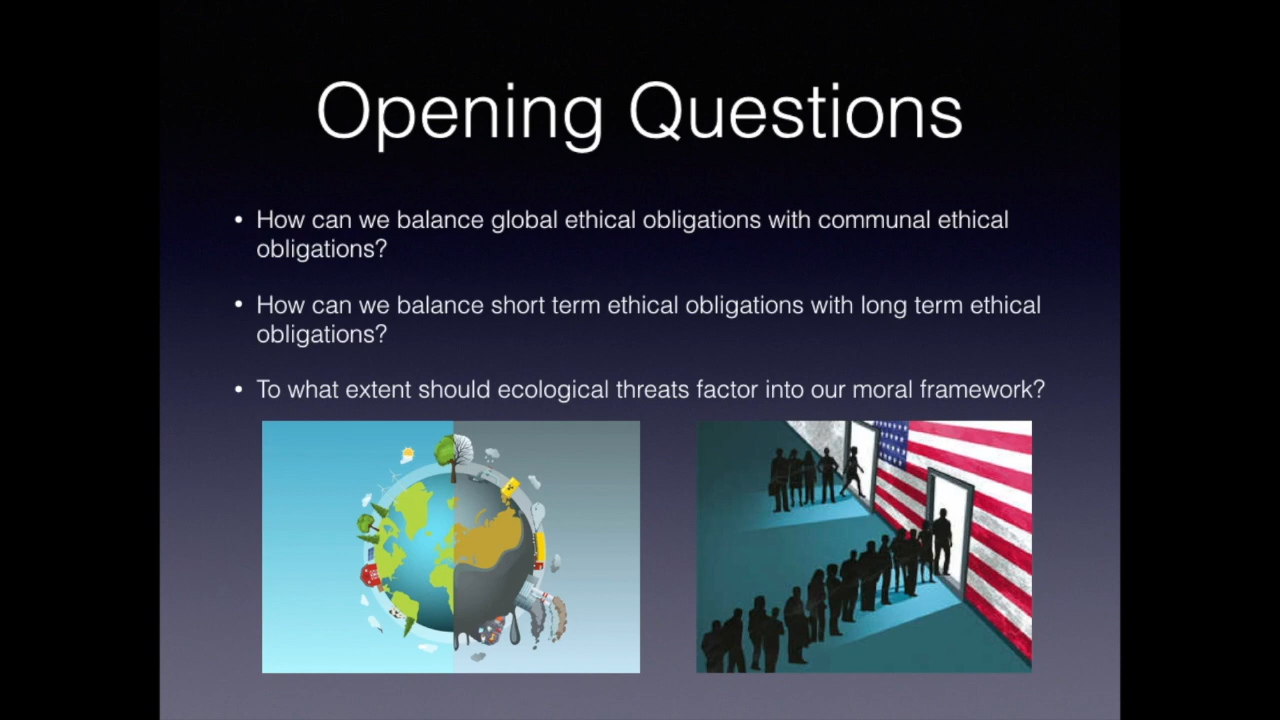 Opening Questions
• How can we balance global ethical obligations with communal ethical
obligations?
• How can we balance short term ethical obligations with long term ethical
obligations?
• To what extent should ecological threats factor into our moral framework?